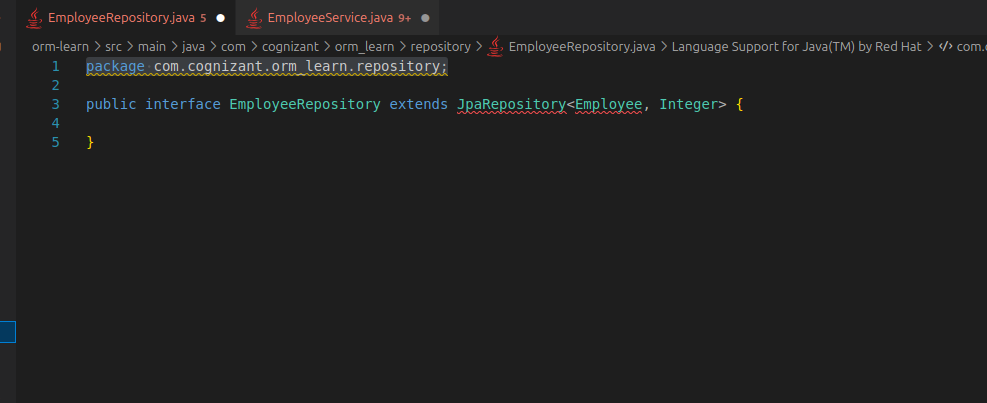 EmployeeRepository.java 5 ● EmployeeService.java 9+ ●
orm-learn > src > main > java > com > cognizant > orm_learn > repository > EmployeeRepository.java > Language Support for Java(TM) by Red Hat > </> com.c
1 package com.cognizant.orm_learn.repository;
2
3 public interface EmployeeRepository extends JpaRepository<Employee, Integer> {
4
5 }